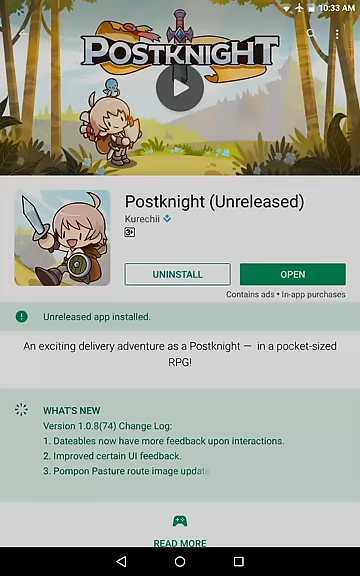 10:33 AM
POSTKNIGHT
Postknight (Unreleased)
Kurechii
3+
UNINSTALL
OPEN
Contains ads • In-app purchases
Unreleased app installed.
An exciting delivery adventure as a Postknight — in a pocket-sized
RPG!
WHAT'S NEW
Version 1.0.8(74) Change Log:
1. Dateables now have more feedback upon interactions.
2. Improved certain UI feedback.
3. Pompon Pasture route image update
READ MORE